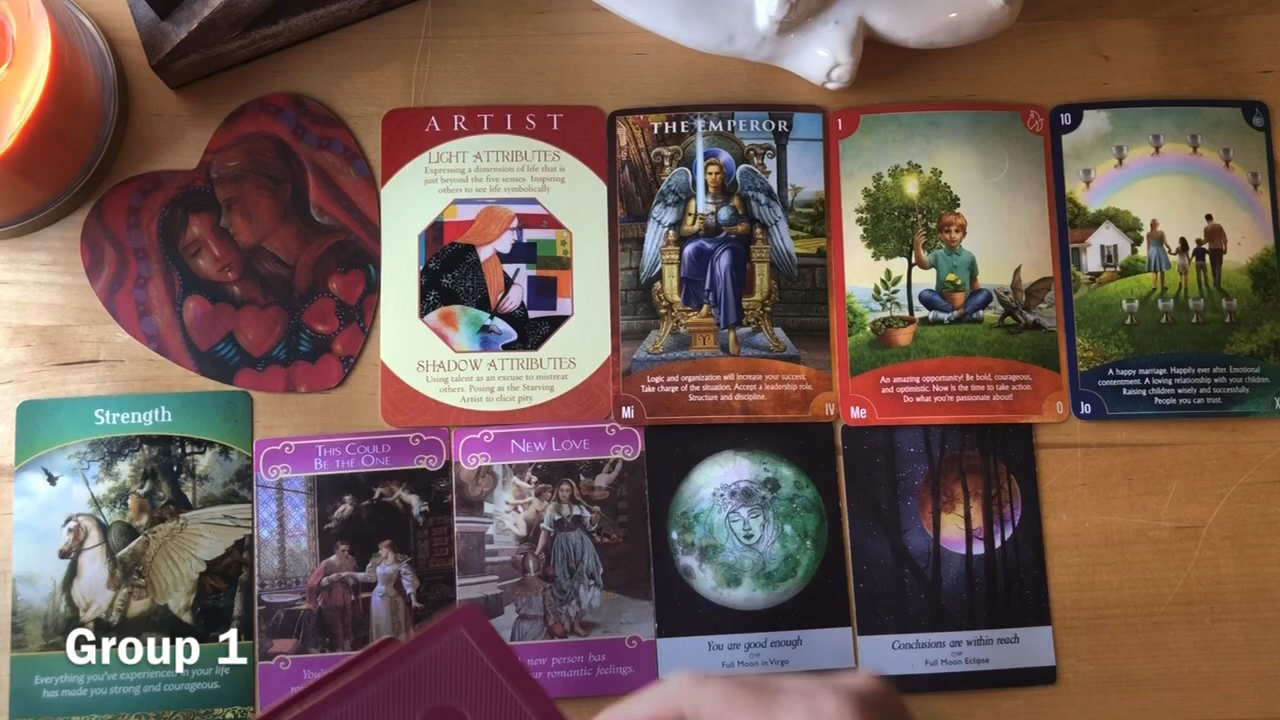 ARTIST
LIGHT ATTRIBUTES
Expressing a dimension of life that is
just beyond the five senses. Inspiring
others to see life symbolically.
SHADOW ATTRIBUTES
Using talent as an excuse to mistreat
others. Posing as the Starving
Artist to elicit pity.
THE EMPEROR
Logic and organization will increase your success.
Take charge of the situation. Accept a leadership role.
Structure and discipline.
Mi
IV
1
An amazing opportunity! Be bold, courageous,
and optimistic. Now is the time to take action.
Do what you're passionate about!
Me
O
10
A happy marriage. Happily ever after. Emotional
contentment. A loving relationship with your children.
Raising children wisely and successfully.
People you can trust.
Jo
X
Strength
Everything you've experienced in your life
has made you strong and courageous.
Group 1
THIS COULD
BE THE ONE
NEW LOVE
new person has
romantic feelings.
You are good enough
Full Moon in Virgo
Conclusions are within reach
Full Moon Eclipse